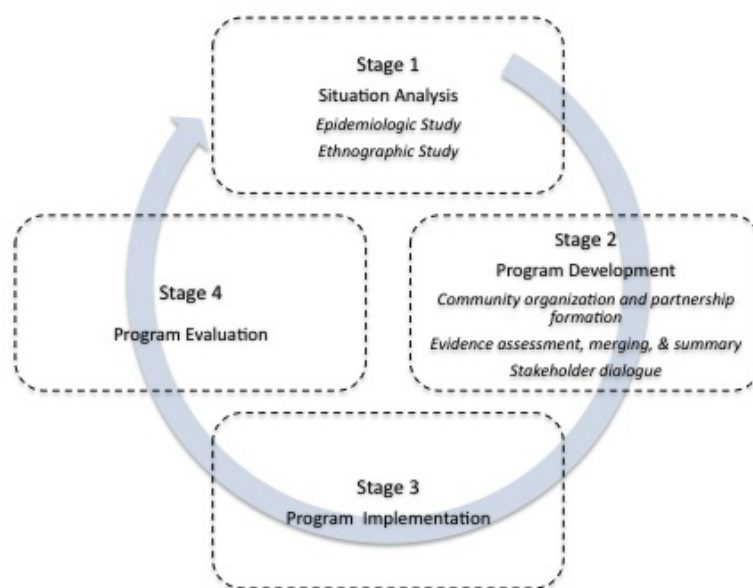 Stage 1
Situation Analysis
Epidemiologic Study
Ethnographic Study
Stage 2
Program Development
Community organization and partnership
formation
Evidence assessment, merging, & summary
Stakeholder dialogue
Stage 3
Program Implementation
Stage 4
Program Evaluation